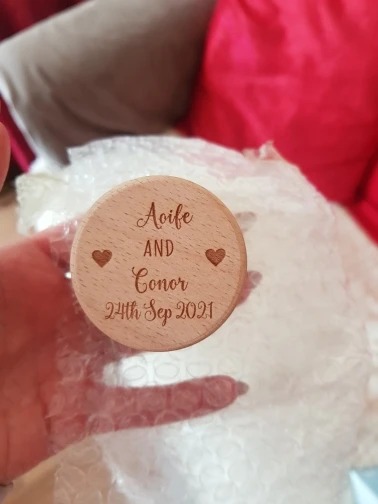 Aoife
AND
Conor
24th Sep 2021